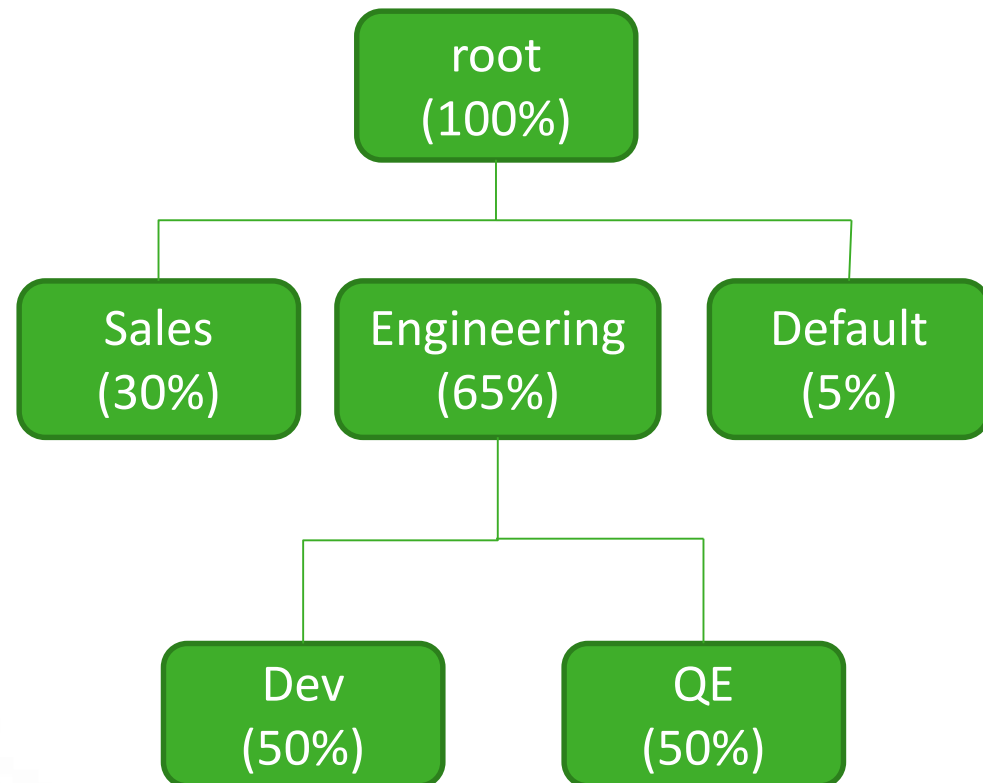 root
(100%)
Sales
(30%)
Engineering
(65%)
Default
(5%)
Dev
(50%)
QE
(50%)